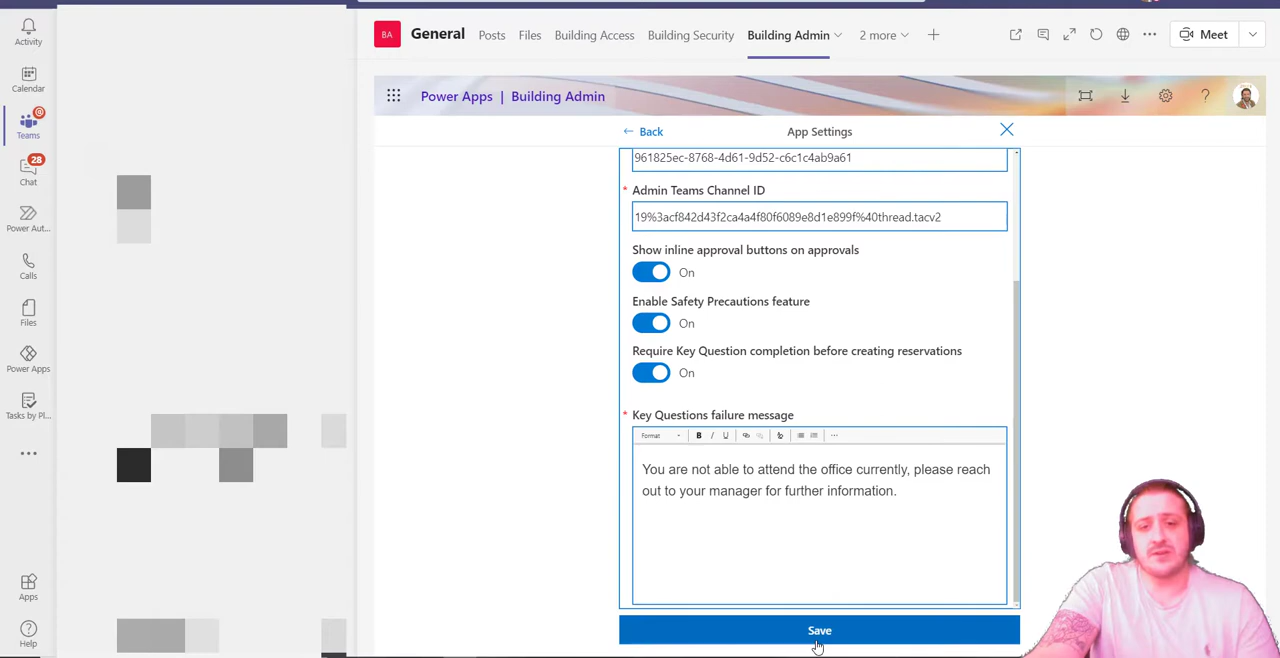 Activity
Calendar
@
Teams
28
Chat
Power Aut...
Calls
Files
Power Apps
Tasks by Pl...
Apps
Help
BA General Posts Files Building Access Building Security Building Admin 2 more Meet
Power Apps | Building Admin ?
← Back App Settings
961825ec-8768-4d61-9d52-c6c1c4ab9a61
* Admin Teams Channel ID
19%3acf842d43f2ca4a4f80f6089e8d1e899f%40thread.tacv2
Show inline approval buttons on approvals
On
Enable Safety Precautions feature
On
Require Key Question completion before creating reservations
On
* Key Questions failure message
Format B I U
You are not able to attend the office currently, please reach
out to your manager for further information.
Save